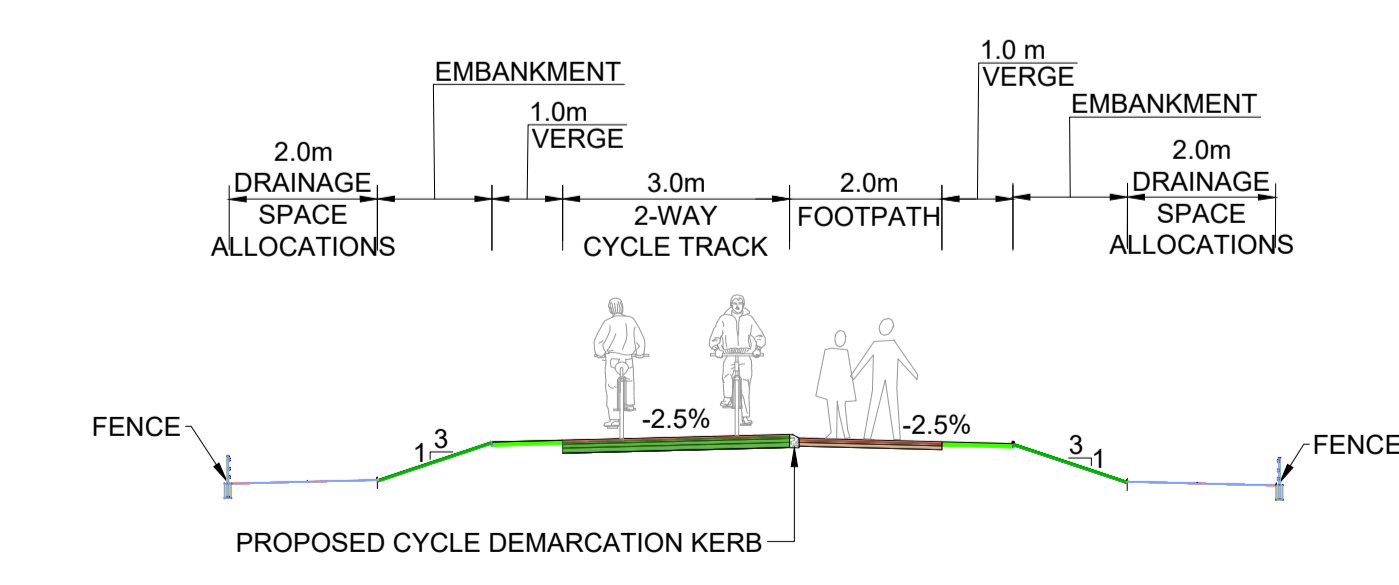 1.0 m
VERGE
EMBANKMENT
EMBANKMENT
1.0m
VERGE
2.0m
DRAINAGE
SPACE
ALLOCATIONS
3.0m
2-WAY
CYCLE TRACK
2.0m
FOOTPATH
2.0m
DRAINAGE
SPACE
ALLOCATIONS
-2.5%
-2.5%
FENCE
1 3
3 1
FENCE
PROPOSED CYCLE DEMARCATION KERB